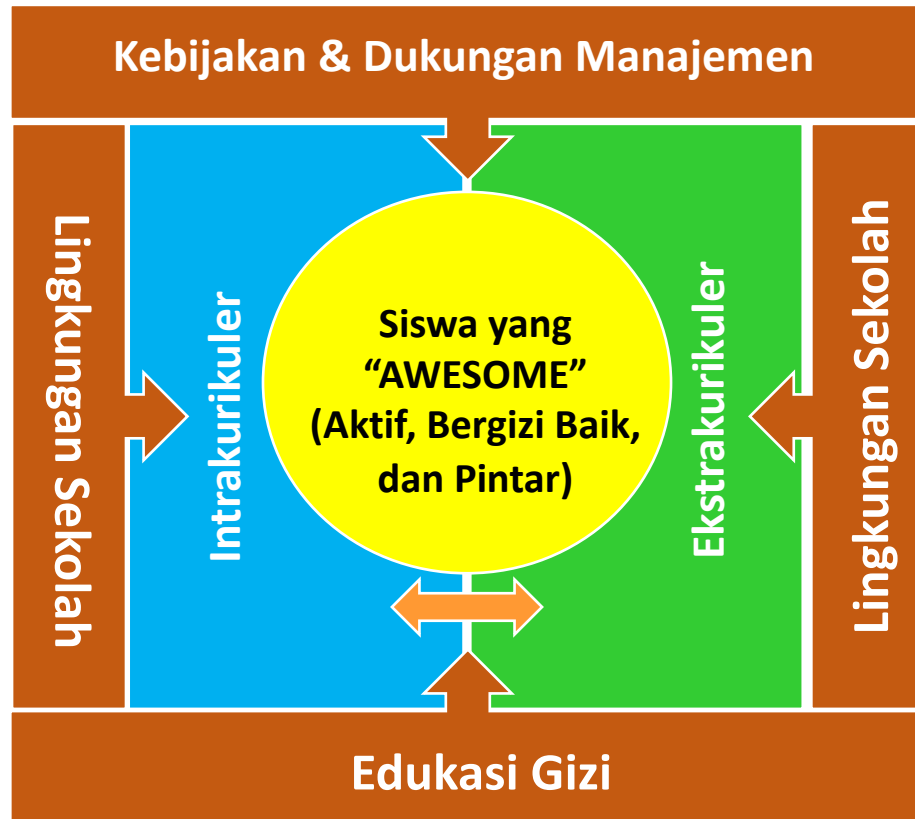 Kebijakan & Dukungan Manajemen
Lingkungan Sekolah
Intrakurikuler
Siswa yang
“AWESOME”
(Aktif, Bergizi Baik,
dan Pintar)
Ekstrakurikuler
Lingkungan Sekolah
Edukasi Gizi